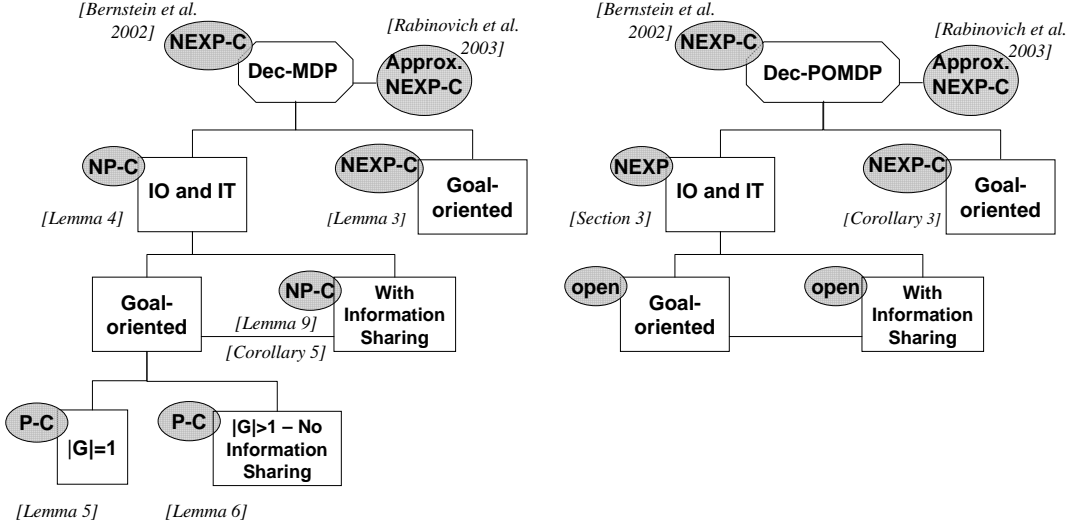 [Bernstein et al.
2002]
NEXP-C
Dec-MDP
[Rabinovich et al.
2003]
Approx.
NEXP-C
NP-C
IO and IT
[Lemma 4]
NEXP-C
Goal-
oriented
[Lemma 3]
Goal-
oriented
NP-C
With
Information
Sharing
[Lemma 9]
[Corollary 5]
P-C
|G|=1
[Lemma 5]
P-C
|G|>1 – No
Information
Sharing
[Lemma 6]
[Bernstein et al.
2002]
NEXP-C
Dec-POMDP
[Rabinovich et al.
2003]
Approx.
NEXP-C
NEXP
IO and IT
[Section 3]
NEXP-C
Goal-
oriented
[Corollary 3]
open
Goal-
oriented
open
With
Information
Sharing